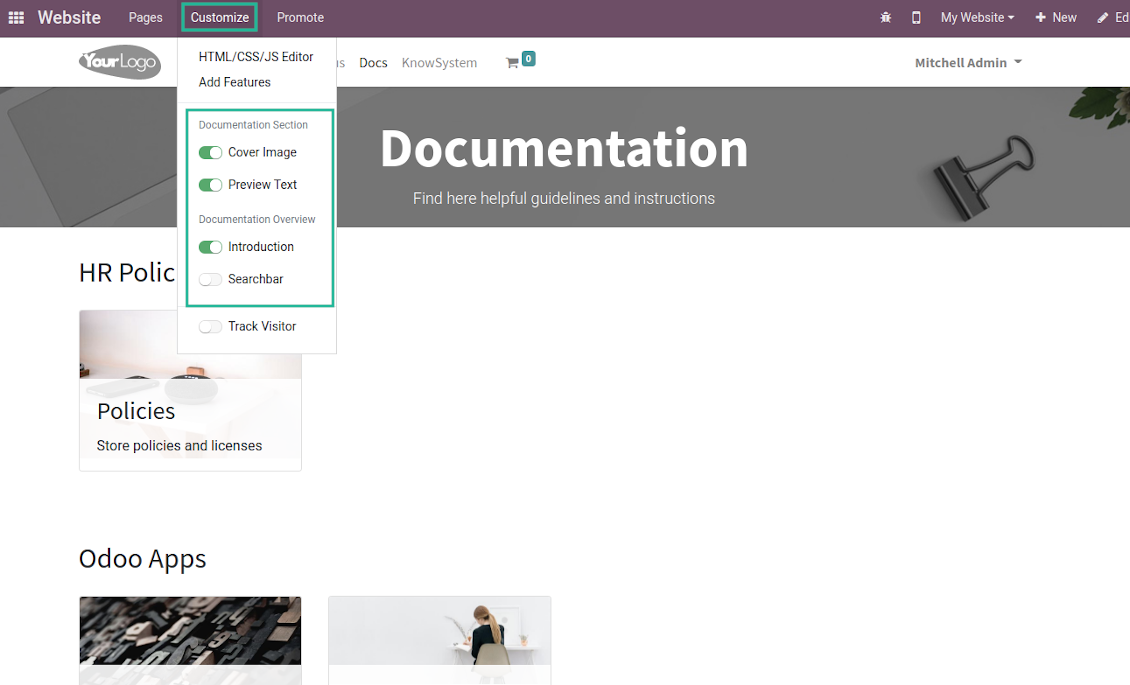 Website Pages Customize Promote My Website + New Ed
YourLogo us Docs KnowSystem 0 Mitchell Admin
HTML/CSS/JS Editor
Add Features
Documentation Section
Cover Image
Preview Text
Documentation Overview
Introduction
Searchbar
Track Visitor
Documentation
Find here helpful guidelines and instructions
HR Polic
Policies
Store policies and licenses
Odoo Apps